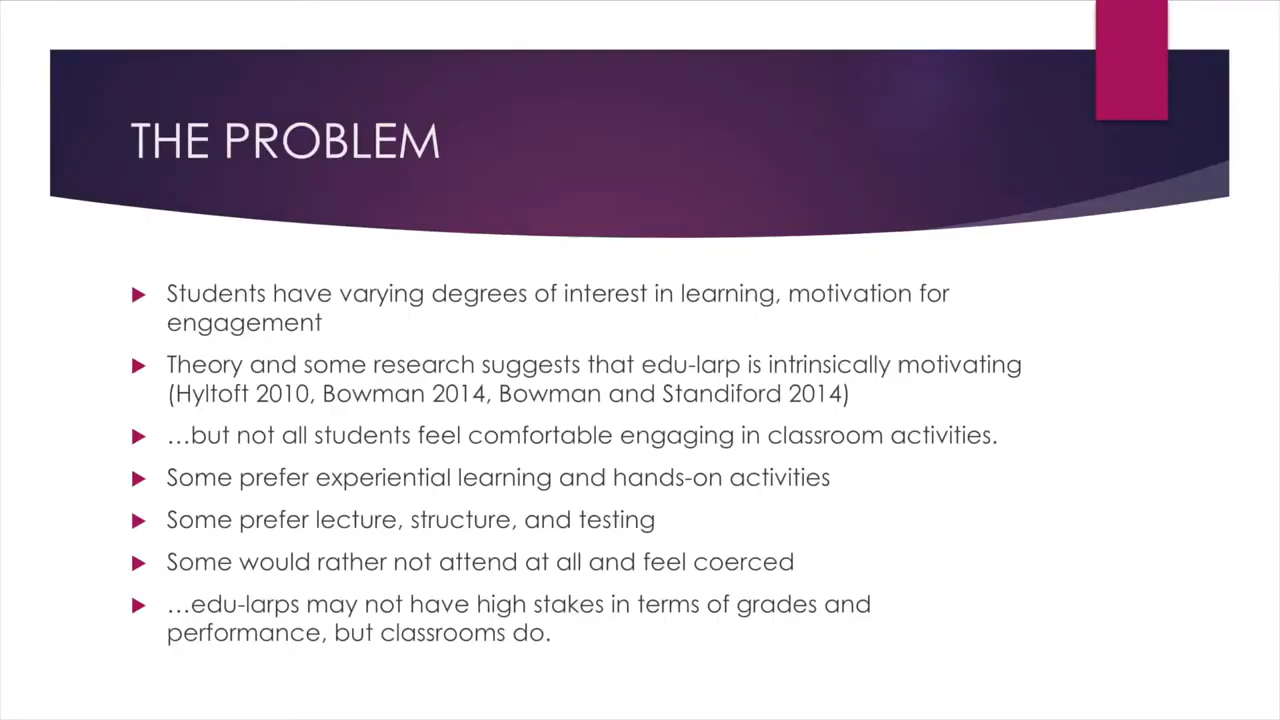 THE PROBLEM
Students have varying degrees of interest in learning, motivation for
engagement
Theory and some research suggests that edu-larp is intrinsically motivating
(Hyltoft 2010, Bowman 2014, Bowman and Standiford 2014)
…but not all students feel comfortable engaging in classroom activities.
Some prefer experiential learning and hands-on activities
Some prefer lecture, structure, and testing
Some would rather not attend at all and feel coerced
…edu-larps may not have high stakes in terms of grades and
performance, but classrooms do.